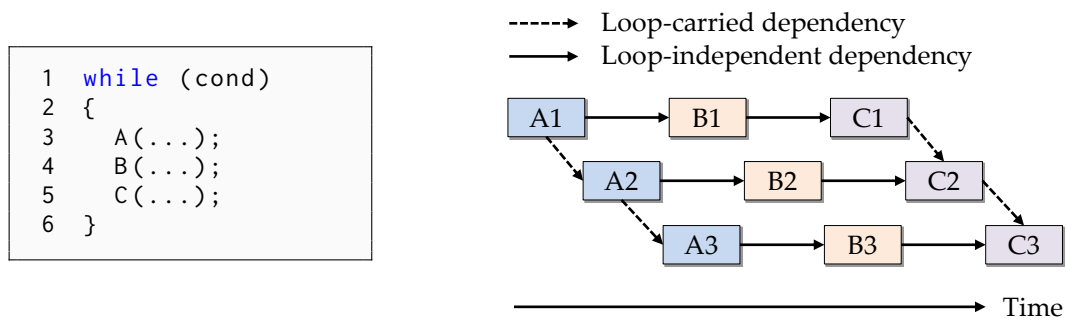 1 while (cond)
2 {
3 A(...);
4 B(...);
5 C(...);
6 }
Loop-carried dependency
Loop-independent dependency
A1 B1 C1
A2 B2 C2
A3 B3 C3
Time